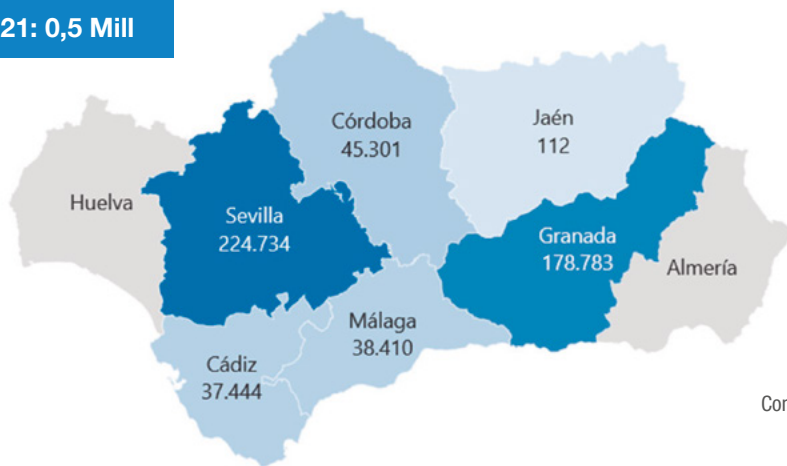 21: 0,5 Mill
Córdoba
45.301
Jaén
112
Huelva
Sevilla
224.734
Granada
178.783
Almería
Málaga
38.410
Cádiz
37.444
Cor